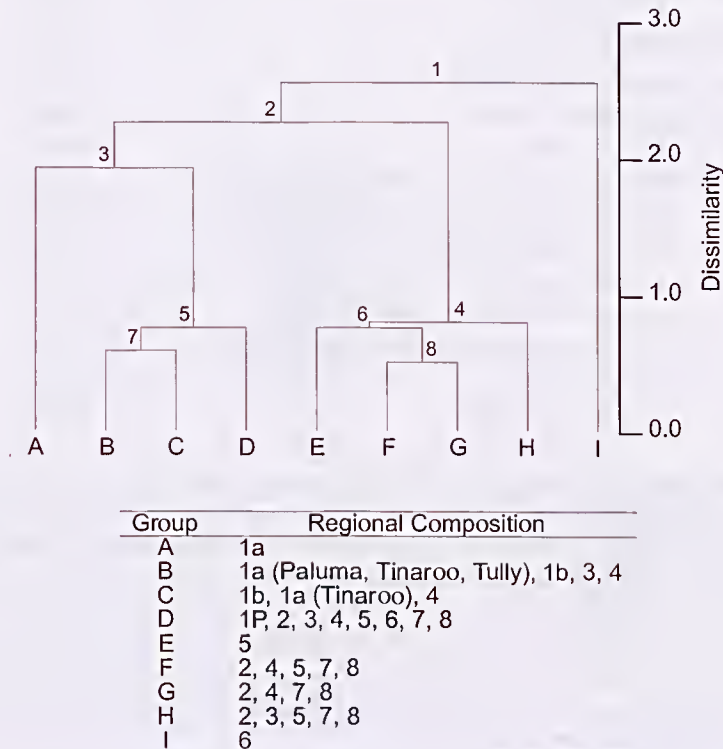 3.0
1
2
3
2.0
Dissimilarity
1.0
5
6
4
7
8
0.0
A B C D E F G H I
Group Regional Composition
A 1a
B 1a (Paluma, Tinaroo, Tully), 1b, 3, 4
C 1b, 1a (Tinaroo), 4
D 1P, 2, 3, 4, 5, 6, 7, 8
E 5
F 2, 4, 5, 7, 8
G 2, 4, 7, 8
H 2, 3, 5, 7, 8
I 6